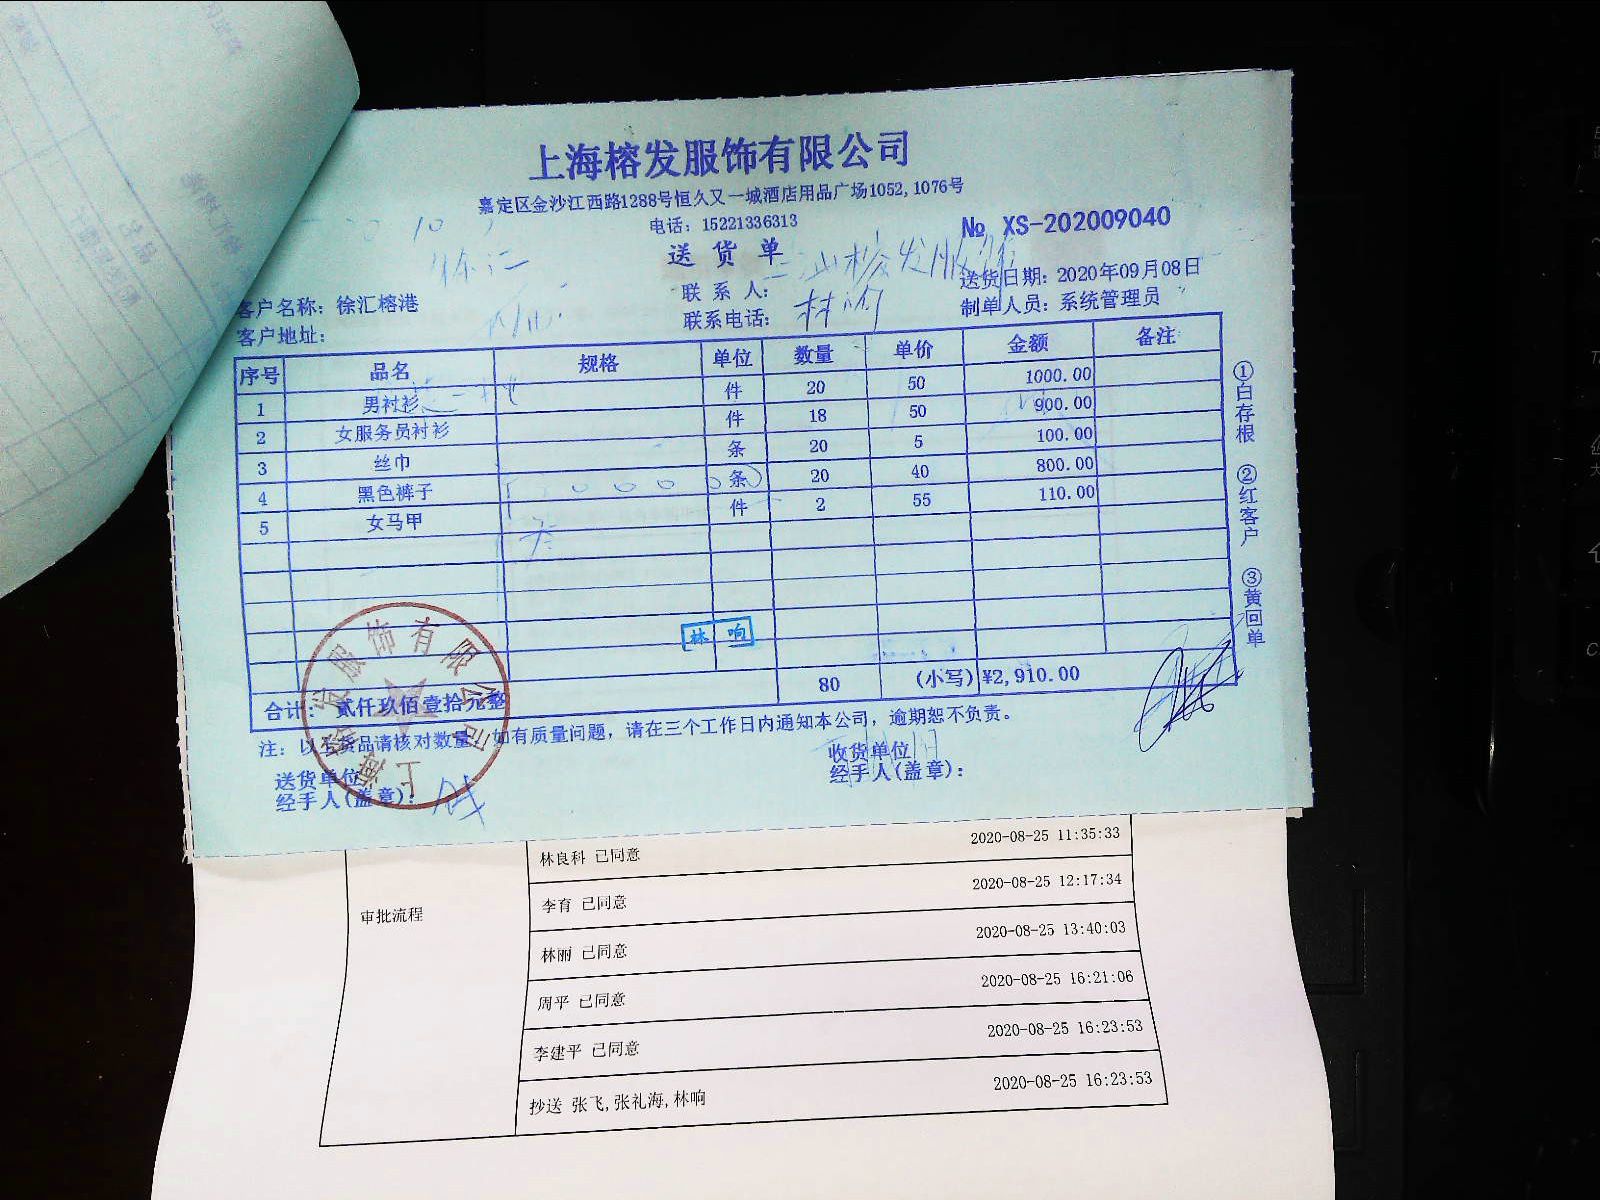 上海榕发服饰有限公司
嘉定区金沙江西路1288号恒久又一城酒店用品广场1052,1076号
电话: 15221336313
№ XS-202009040
送货单
送货日期: 2020年09月08日
联系人:
客户名称: 徐汇榕港
制单人员: 系统管理员
联系电话:
林响
客户地址:
序号 品名 规格 单位 数量 单价 金额 备注
1 男衬衫 件 20 50 1000.00
2 女服务员衬衫 件 18 50 900.00
3 丝巾 条 20 5 100.00
4 黑色裤子 条 20 40 800.00
5 女马甲 件 2 55 110.00
①白存根 ②红客户 ③黄回单
林响
合计: 贰仟玖佰壹拾元整 80 (小写) ¥2,910.00
注: 以上货品请核对数量, 如有质量问题, 请在三个工作日内通知本公司, 逾期恕不负责。
送货单位
经手人(盖章):
收货单位
经手人(盖章):
上海榕发服饰有限公司
审批流程
林良科 已同意 2020-08-25 11:35:33
李育 已同意 2020-08-25 12:17:34
林丽 已同意 2020-08-25 13:40:03
周平 已同意 2020-08-25 16:21:06
李建平 已同意 2020-08-25 16:23:53
抄送 张飞,张礼海,林响 2020-08-25 16:23:53